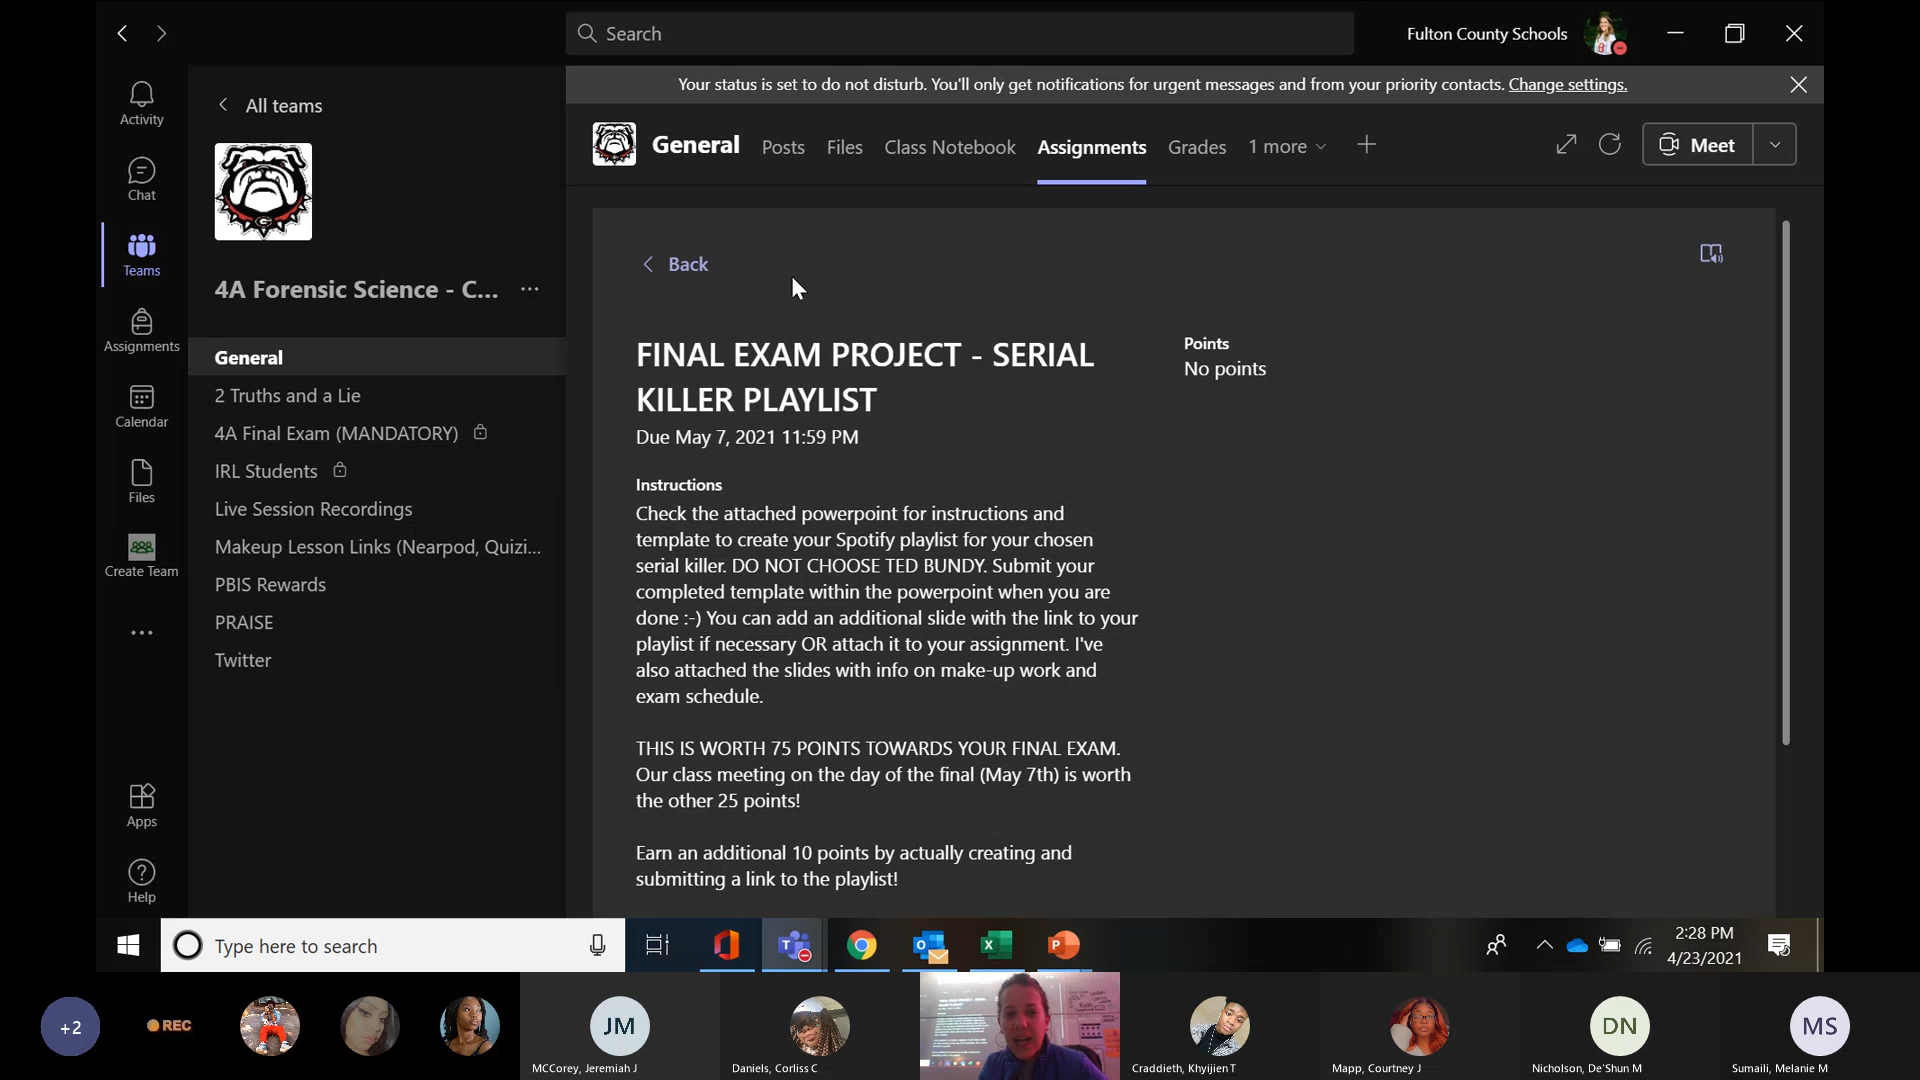 Search
Fulton County Schools
Your status is set to do not disturb. You'll only get notifications for urgent messages and from your priority contacts. Change settings.
Activity
Chat
Teams
Assignments
Calendar
Files
Create Team
Apps
Help
All teams
4A Forensic Science - C...
General
2 Truths and a Lie
4A Final Exam (MANDATORY)
IRL Students
Live Session Recordings
Makeup Lesson Links (Nearpod, Quizi...
PBIS Rewards
PRAISE
Twitter
General Posts Files Class Notebook Assignments Grades 1 more
Meet
Back
FINAL EXAM PROJECT - SERIAL
KILLER PLAYLIST
Due May 7, 2021 11:59 PM
Points
No points
Instructions
Check the attached powerpoint for instructions and
template to create your Spotify playlist for your chosen
serial killer. DO NOT CHOOSE TED BUNDY. Submit your
completed template within the powerpoint when you are
done :-) You can add an additional slide with the link to your
playlist if necessary OR attach it to your assignment. I've
also attached the slides with info on make-up work and
exam schedule.
THIS IS WORTH 75 POINTS TOWARDS YOUR FINAL EXAM.
Our class meeting on the day of the final (May 7th) is worth
the other 25 points!
Earn an additional 10 points by actually creating and
submitting a link to the playlist!
Type here to search
2:28 PM
4/23/2021
+2
REC
JM
MCCorey, Jeremiah J
Daniels, Corliss C
Craddieth, Khyijien T
Mapp, Courtney J
DN
Nicholson, De'Shun M
MS
Sumaili, Melanie M